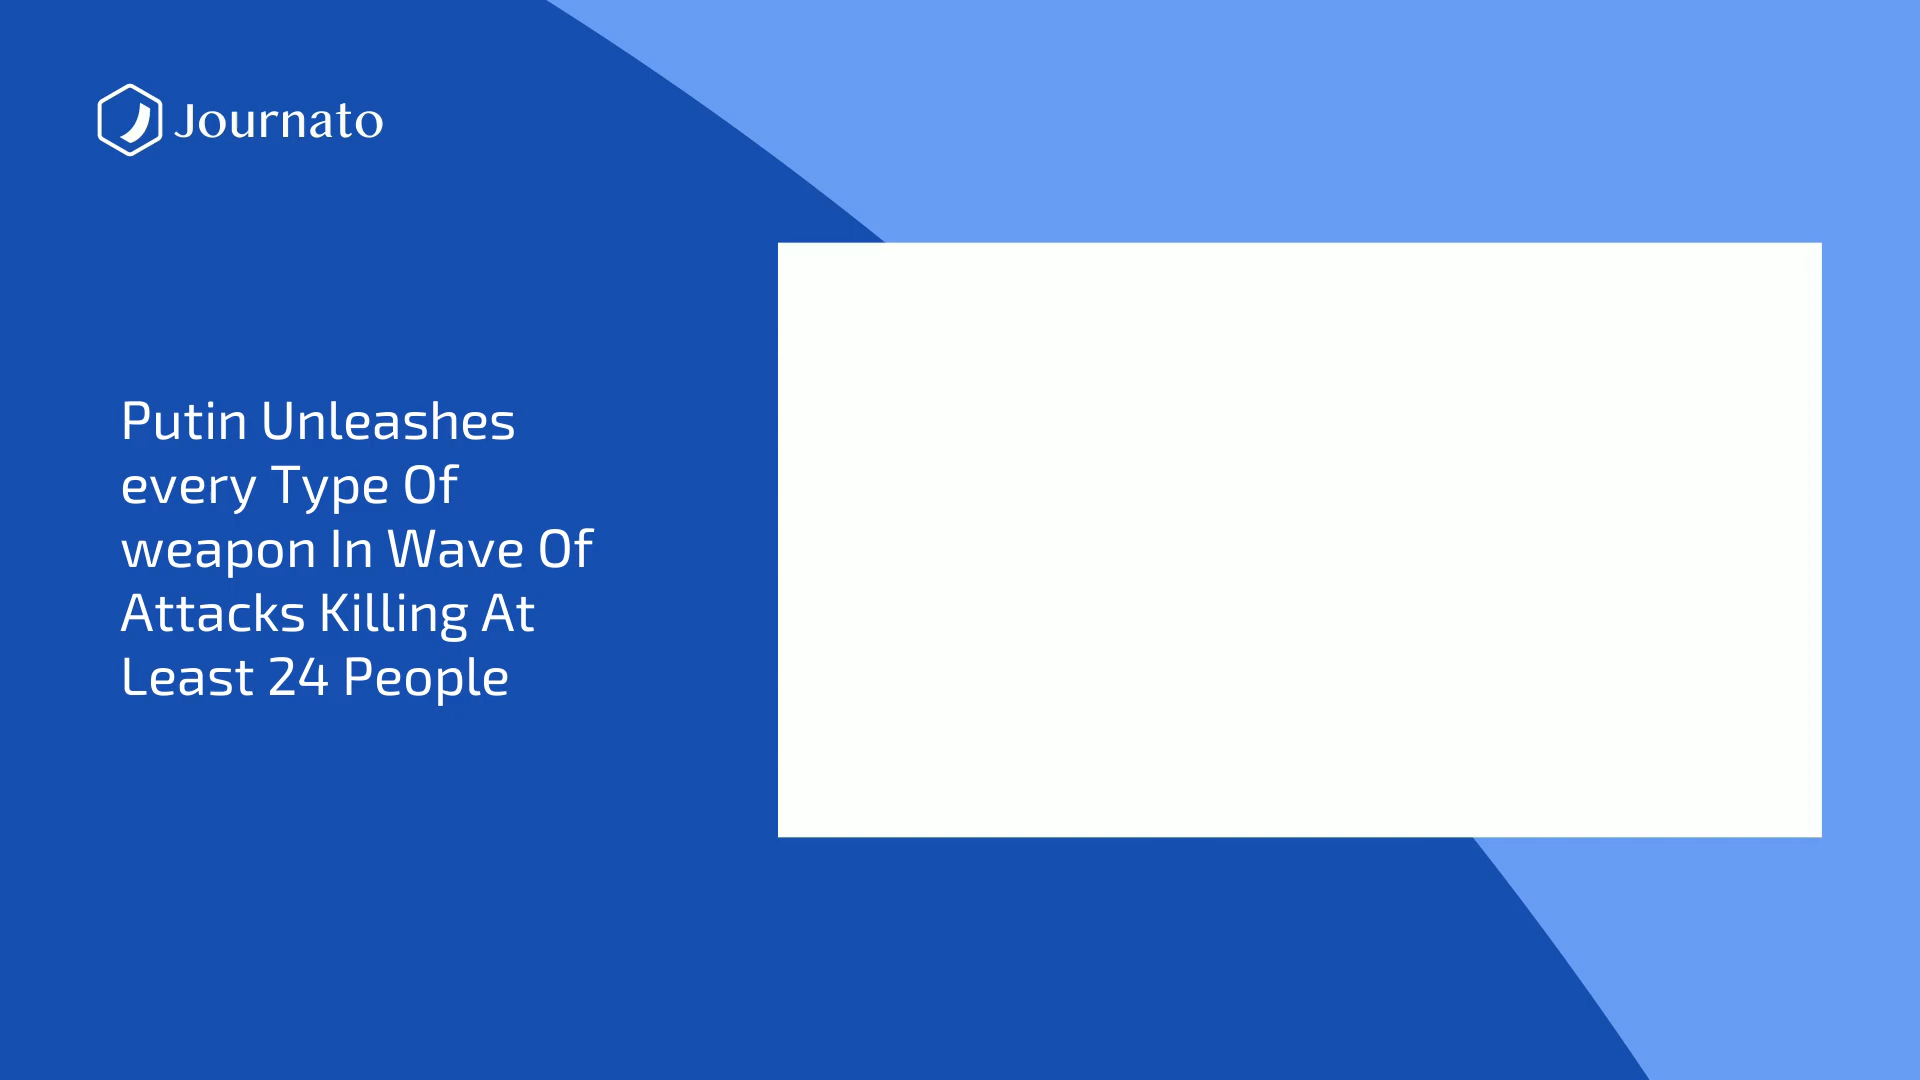 Journato
Putin Unleashes
every Type Of
weapon In Wave Of
Attacks Killing At
Least 24 People